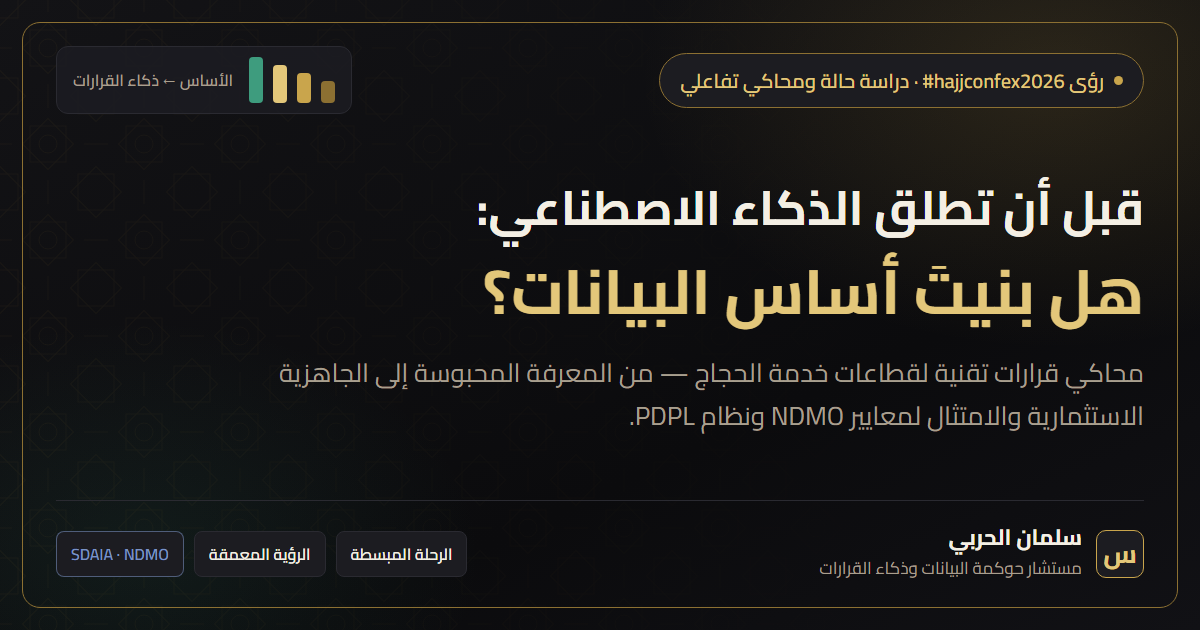 رؤى #hajjconfex2026 · دراسة حالة ومحاكي تفاعلي
الأساس ← ذكاء القرارات
قبل أن تطلق الذكاء الاصطناعي:
هل بنيتَ أساس البيانات؟
محاكي قرارات تقنية لقطاعات خدمة الحجاج — من المعرفة المحبوسة إلى الجاهزية
الاستثمارية والامتثال لمعايير NDMO ونظام PDPL.
س
سلمان الحربي
مستشار حوكمة البيانات وذكاء القرارات
الرحلة المبسطة
الرؤية المعمقة
SDAIA · NDMO